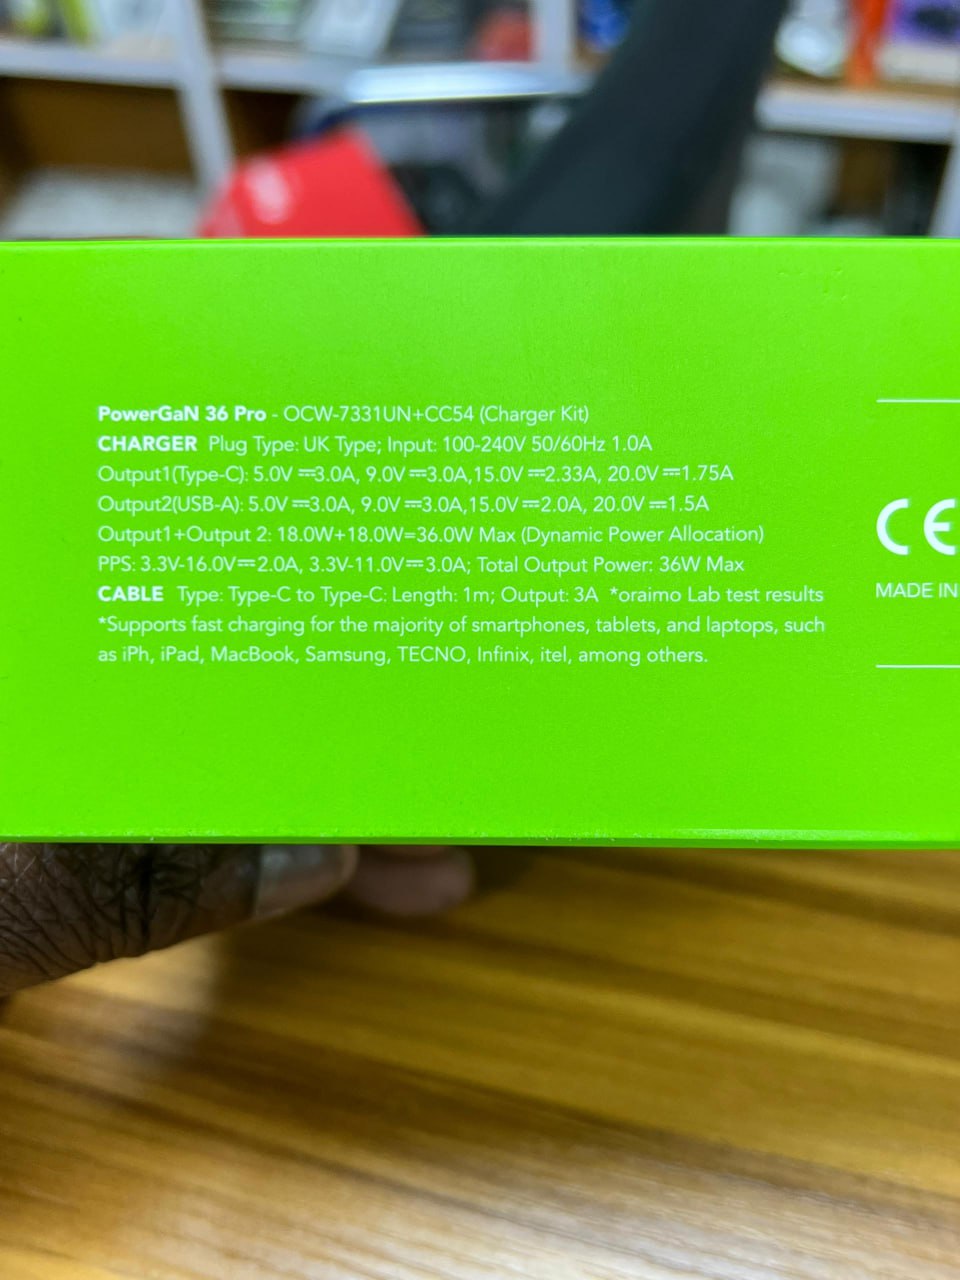 PowerGaN 36 Pro - OCW-7331UN+CC54 (Charger Kit)
CHARGER Plug Type: UK Type; Input: 100-240V 50/60Hz 1.0A
Output1(Type-C): 5.0V⎓3.0A, 9.0V⎓3.0A,15.0V⎓2.33A, 20.0V⎓1.75A
Output2(USB-A): 5.0V⎓3.0A, 9.0V⎓3.0A,15.0V⎓2.0A, 20.0V⎓1.5A
Output1+Output 2: 18.0W+18.0W=36.0W Max (Dynamic Power Allocation)
PPS: 3.3V-16.0V⎓2.0A, 3.3V-11.0V⎓3.0A; Total Output Power: 36W Max
CABLE Type: Type-C to Type-C: Length: 1m; Output: 3A *oraimo Lab test results
*Supports fast charging for the majority of smartphones, tablets, and laptops, such
as iPh, iPad, MacBook, Samsung, TECNO, Infinix, itel, among others.
CE
MADE IN